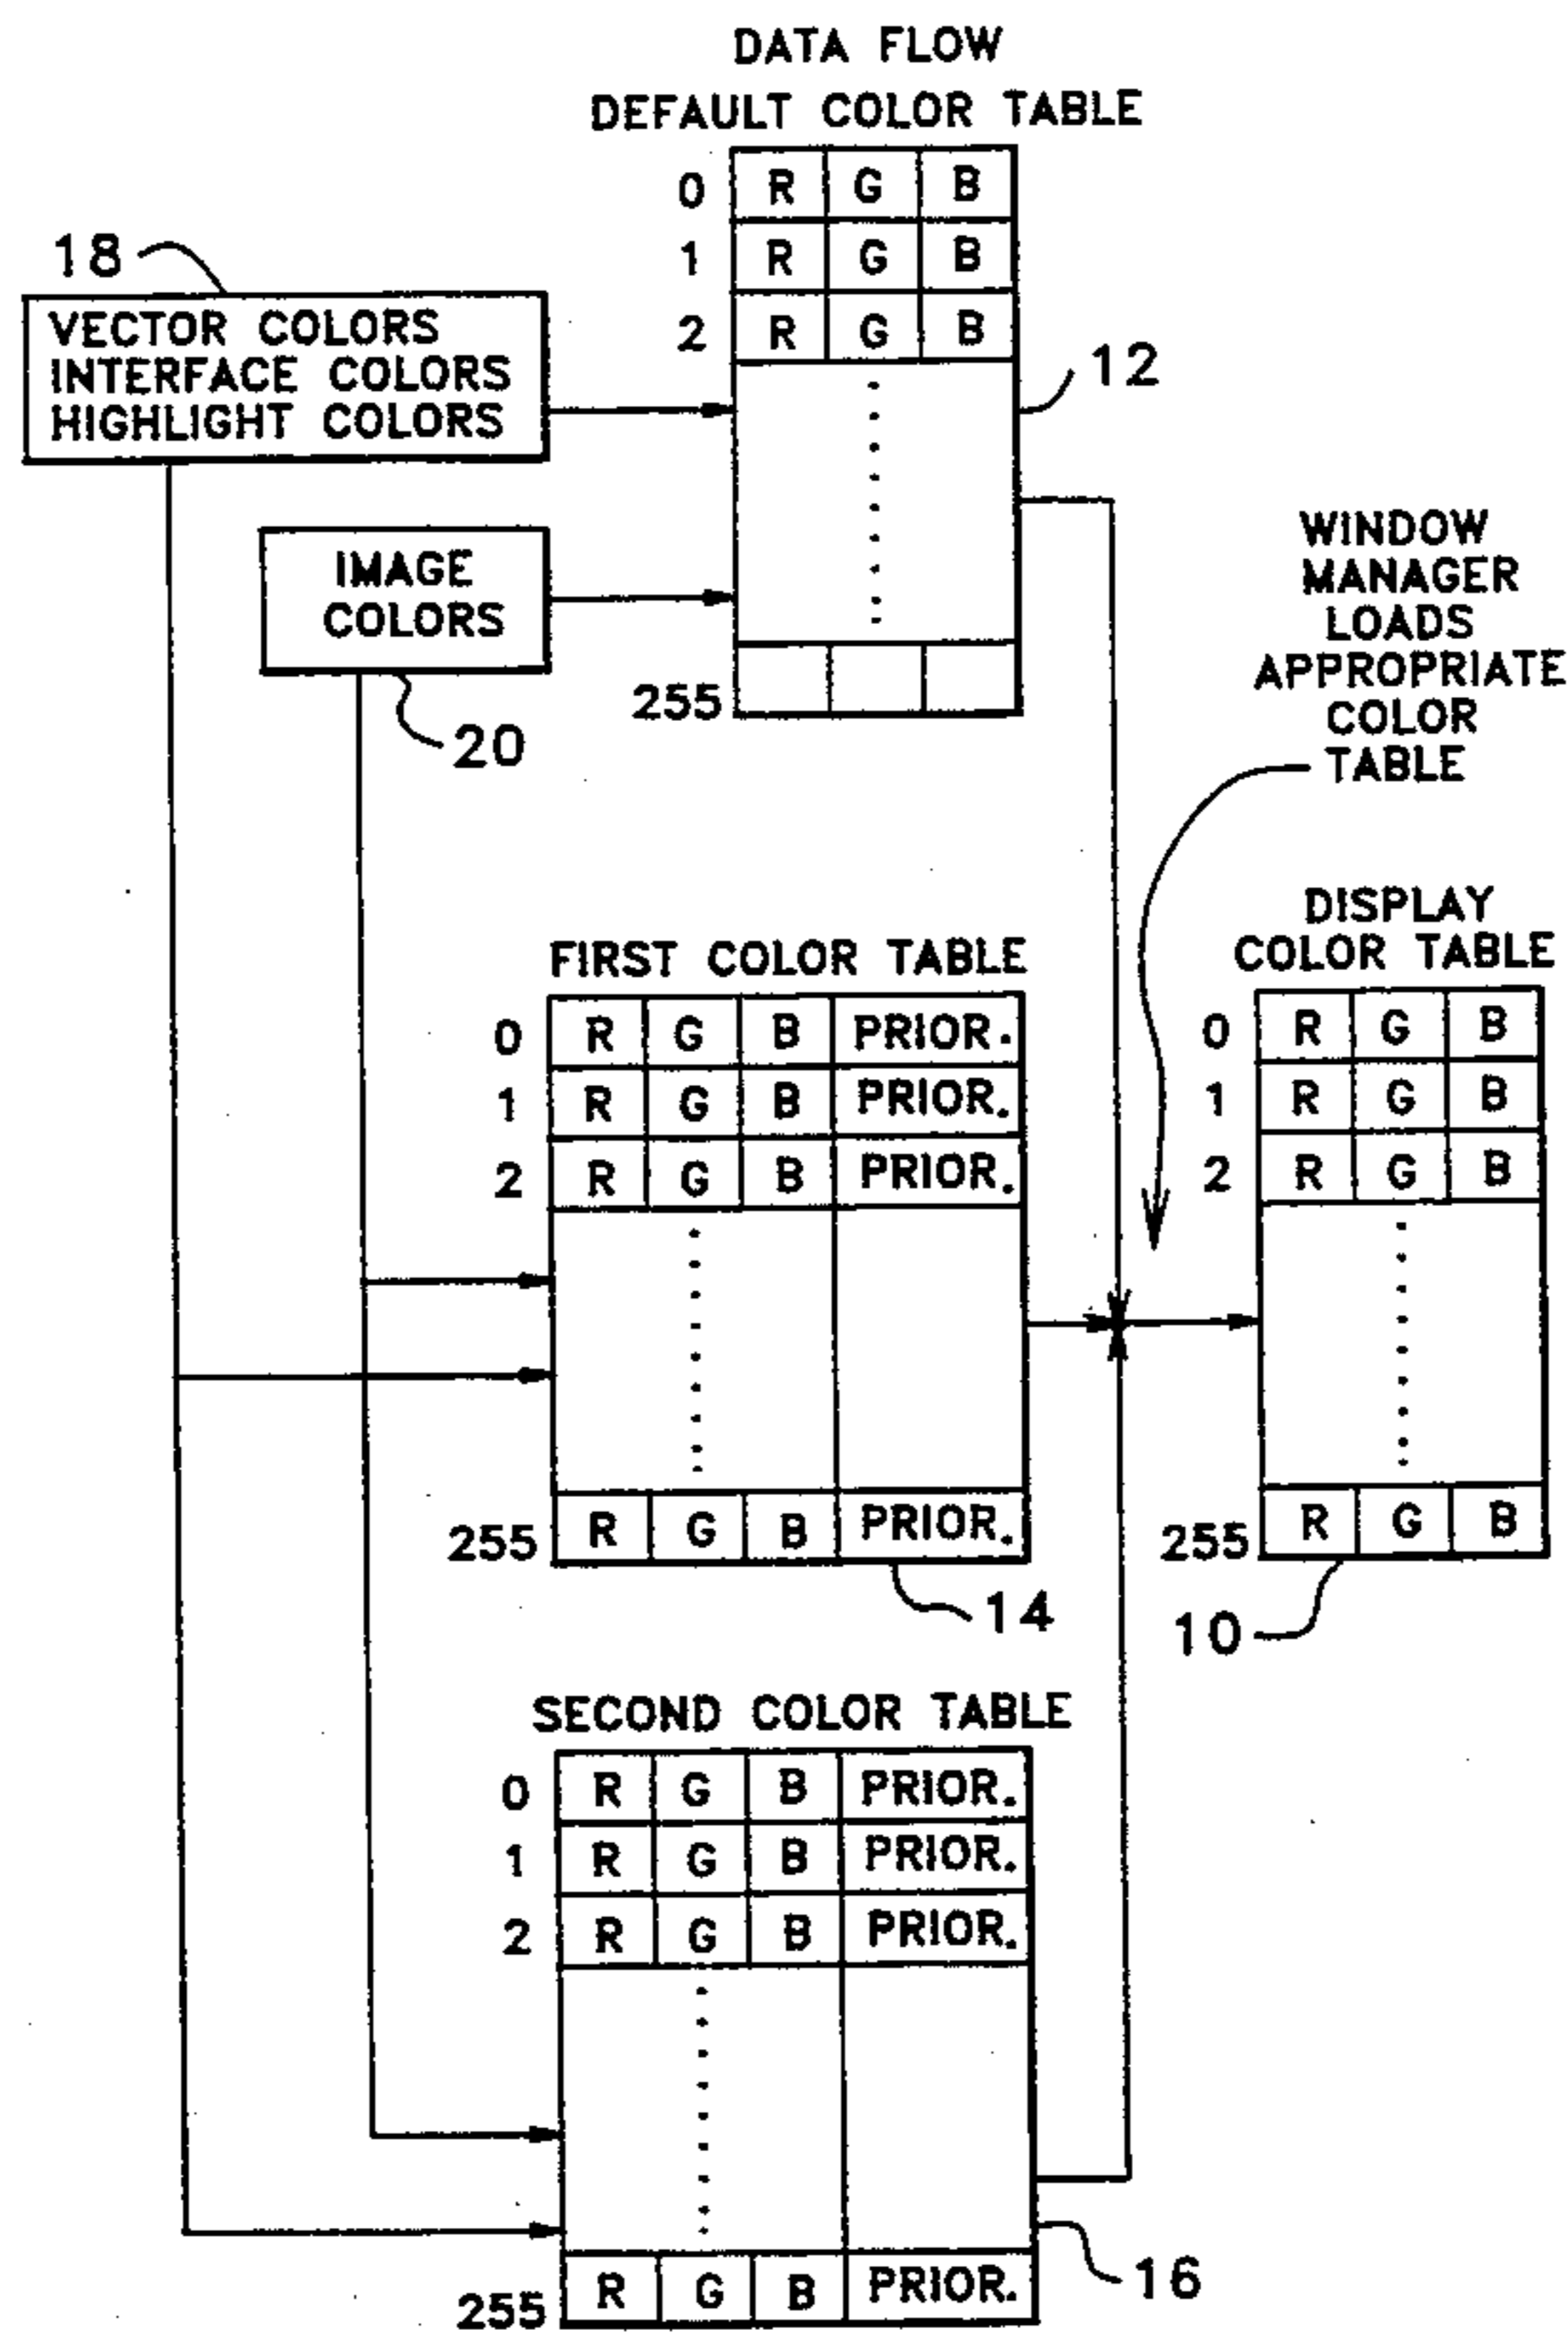 DATA FLOW
DEFAULT COLOR TABLE
0 R G B
1 R G B
2 R G B
255
12
18
VECTOR COLORS
INTERFACE COLORS
HIGHLIGHT COLORS
IMAGE
COLORS
20
WINDOW
MANAGER
LOADS
APPROPRIATE
COLOR
TABLE
FIRST COLOR TABLE
0 R G B PRIOR.
1 R G B PRIOR.
2 R G B PRIOR.
255 R G B PRIOR.
14
DISPLAY
COLOR TABLE
0 R G B
1 R G B
2 R G B
255 R G B
10
SECOND COLOR TABLE
0 R G B PRIOR.
1 R G B PRIOR.
2 R G B PRIOR.
255 R G B PRIOR.
16